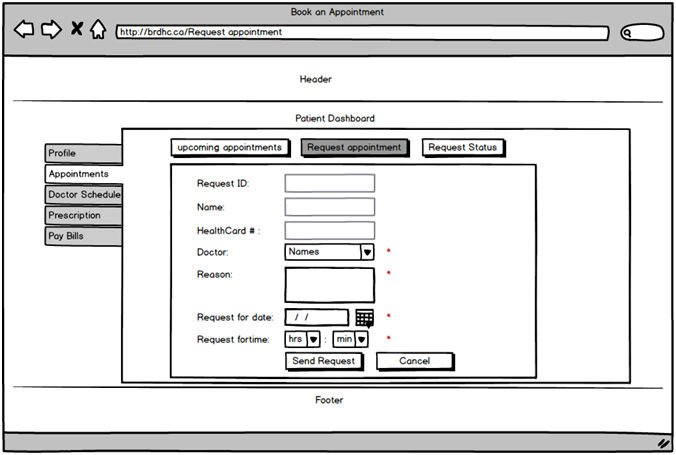 Book an Appointment
http://brdhc.ca/Request appointment
Header
Patient Dashboard
upcoming appointments Request appointment Request Status
Profile
Appointments
Doctor Schedule
Prescription
Pay Bills
Request ID:
Name:
HealthCard # :
Doctor: Names *
Reason: *
Request for date: / / *
Request fortime: hrs : min *
Send Request Cancel
Footer